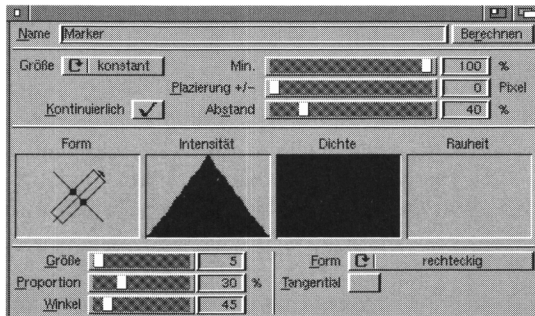 Name Marker Berechnen
Größe konstant Min. 100 %
Plazierung +/- 0 Pixel
Kontinuierlich Abstand 40 %
Form Intensität Dichte Rauheit
Größe 5 Form rechteckig
Proportion 30 % Tangential
Winkel 45